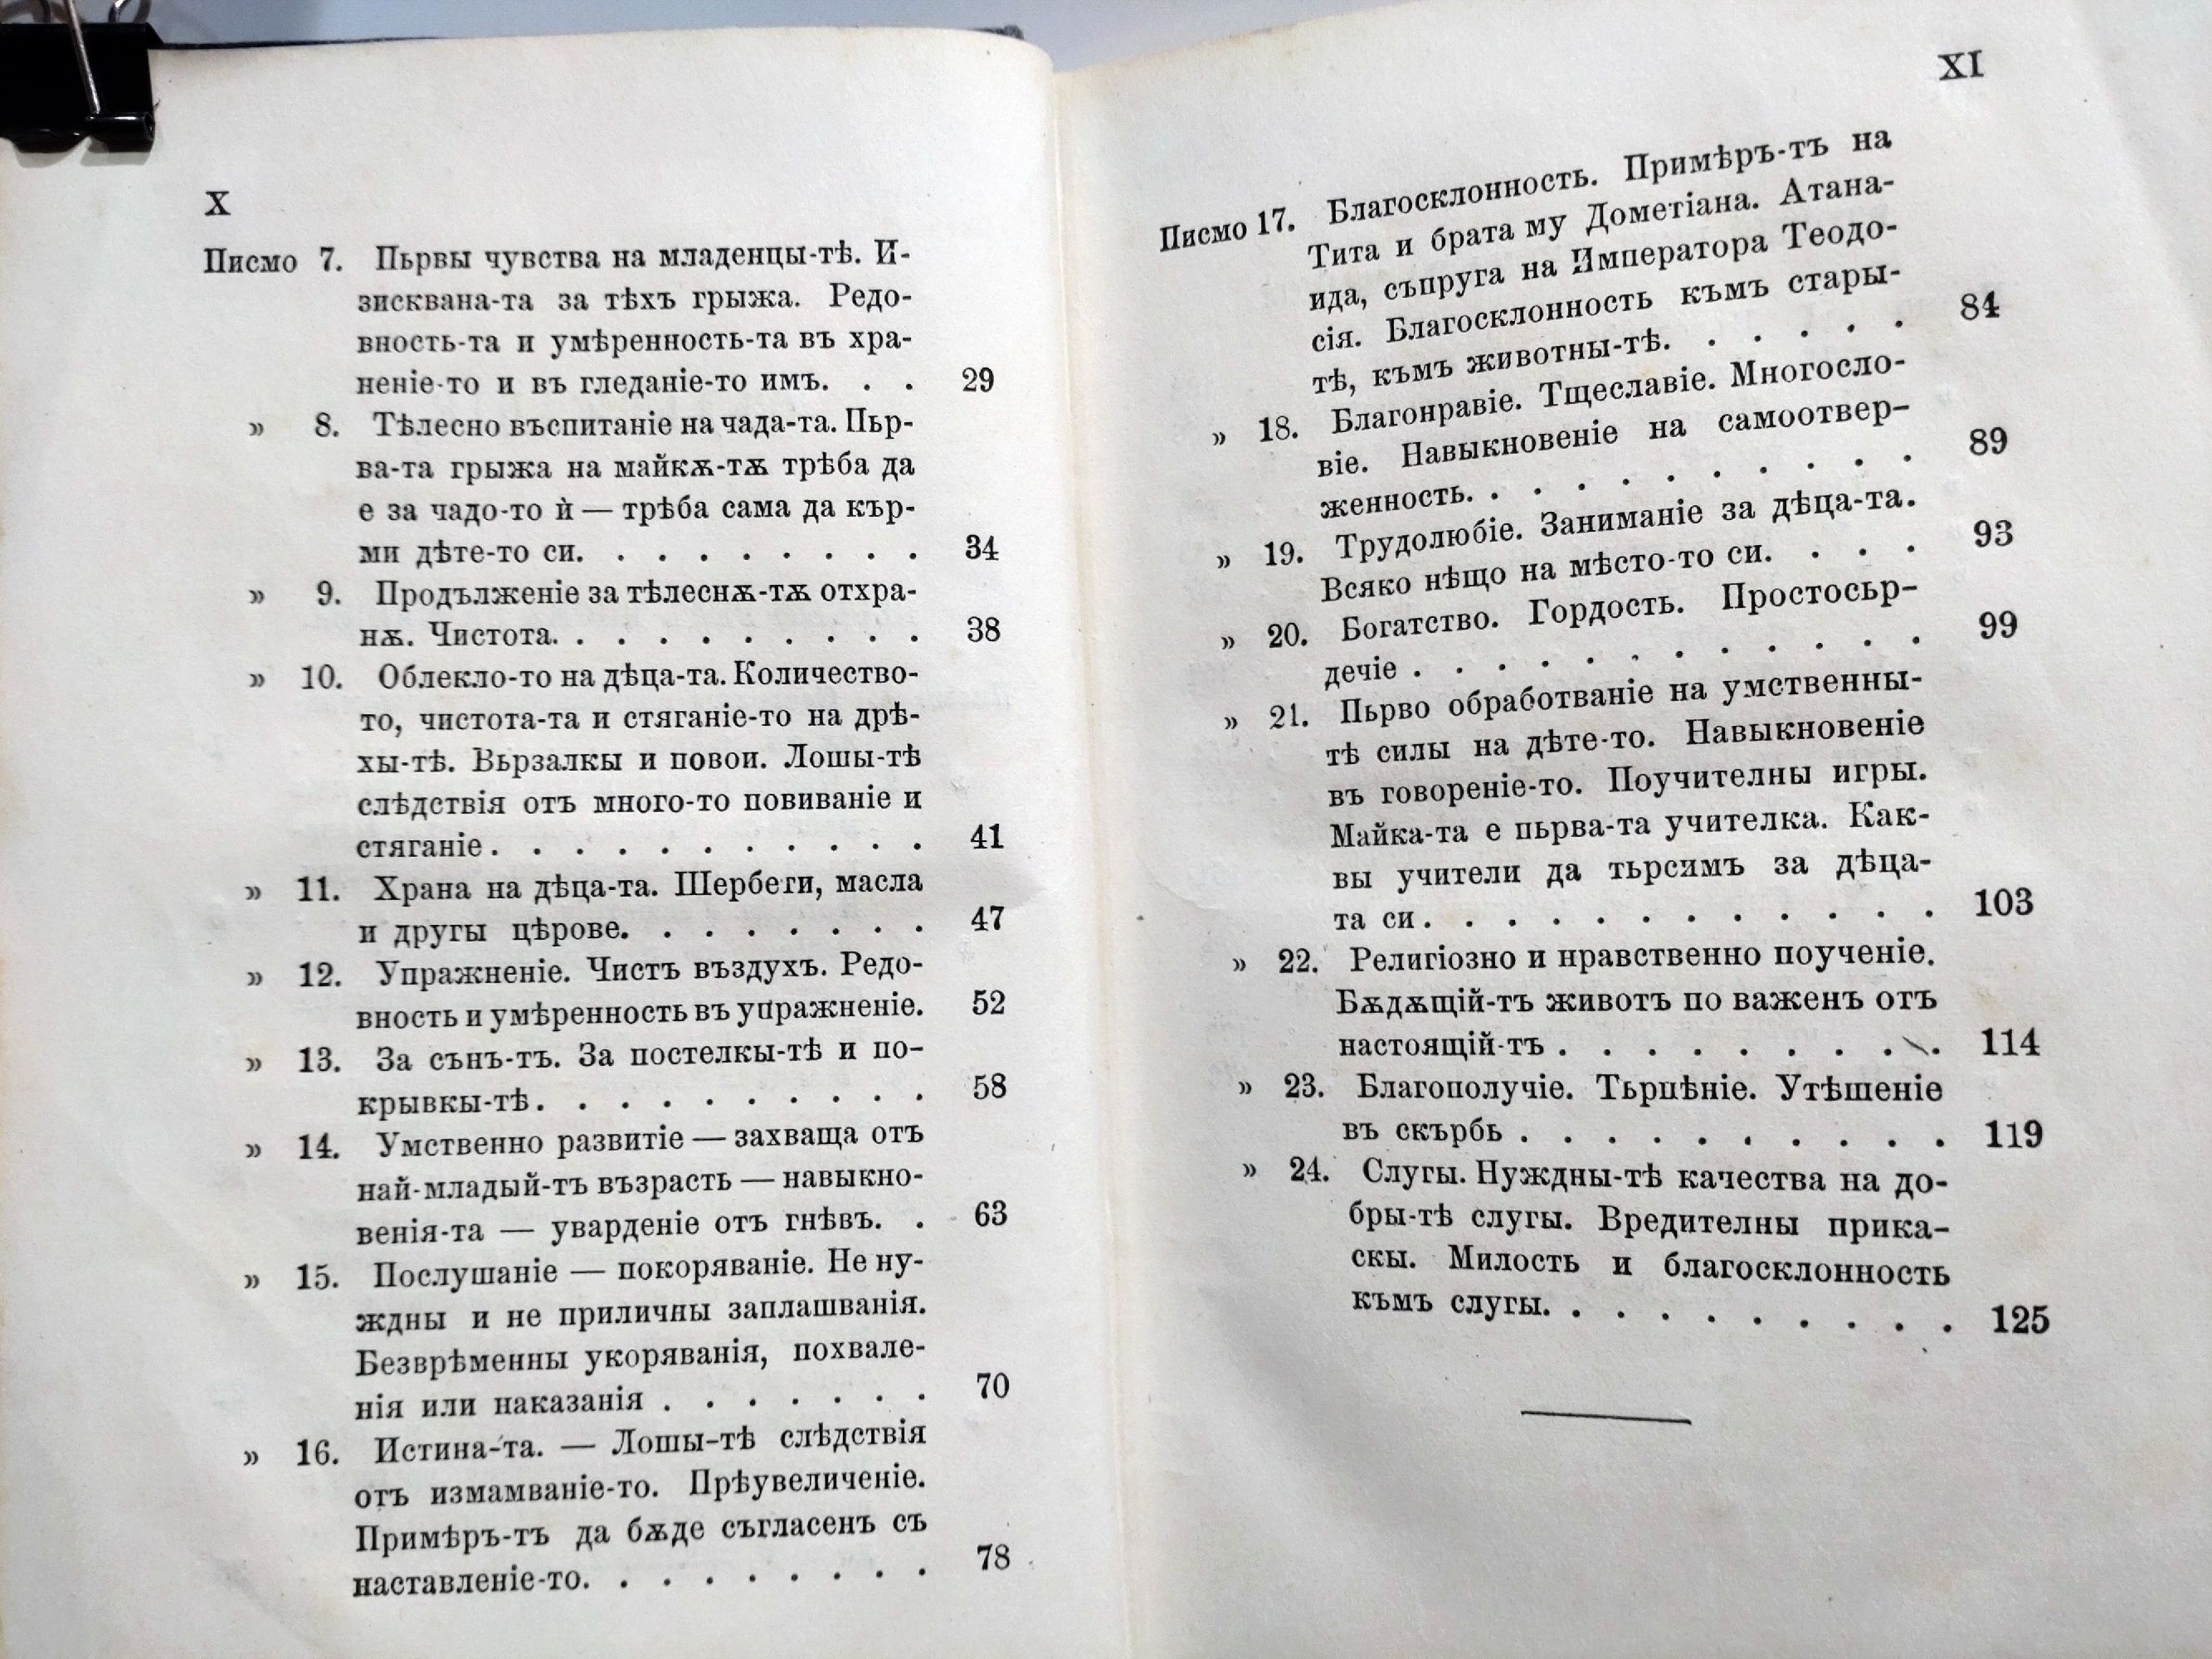 X
Писмо 7. Пьрвы чувства на младенцы-тѣ. И-
зисквана-та за тѣхъ грыжа. Редо-
вность-та и умѣренность-та въ хра-
неніе-то и въ гледаніе-то имъ. . . 29
» 8. Тѣлесно въспитаніе на чада-та. Пьр-
ва-та грыжа на майкѫ-тѫ трѣба да
е за чадо-то ѝ — трѣба сама да кър-
ми дѣте-то си. . . . . . . . . 34
» 9. Продълженіе за тѣлеснѫ-тѫ отхра-
нѫ. Чистота. . . . . . . . . . 38
» 10. Облекло-то на дѣца-та. Количество-
то, чистота-та и стяганіе-то на дрѣ-
хы-тѣ. Вьрзалкы и повои. Лошы-тѣ
слѣдствія отъ много-то повиваніе и
стяганіе . . . . . . . . . . . 41
» 11. Храна на дѣца-та. Шербети, масла
и другы цѣрове. . . . . . . . 47
» 12. Упражненіе. Чистъ въздухъ. Редо-
вность и умѣренность въ упражненіе. 52
» 13. За сънъ-тъ. За постелкы-тѣ и по-
крывкы-тѣ . . . . . . . . . . 58
» 14. Умственно развитіе — захваща отъ
най-младый-тъ възрасть — навыкно-
венія-та — уварденіе отъ гнѣвъ. . 63
» 15. Послушаніе — покоряваніе. Не ну-
ждны и не приличны заплашванія.
Безврѣменны укоряванія, похвале-
нія или наказанія . . . . . . . 70
» 16. Истина-та. — Лошы-тѣ слѣдствія
отъ измамваніе-то. Прѣувеличеніе.
Примѣръ-тъ да бѫде съгласенъ съ
наставленіе-то. . . . . . . . . 78
XI
Писмо 17. Благосклонность. Примѣръ-тъ на
Тита и брата му Дометіана. Атана-
ида, съпруга на Императора Теодо-
сія. Благосклонность къмъ стары-
тѣ, къмъ животны-тѣ. . . . . . 84
» 18. Благонравіе. Тщеславіе. Многосло-
віе. Навыкновеніе на самоотвер-
женность. . . . . . . . . . . 89
» 19. Трудолюбіе. Заниманіе за дѣца-та.
Всяко нѣщо на мѣсто-то си. . . . 93
» 20. Богатство. Гордость. Простосьр-
дечіе . . . . . . . . . . . . 99
» 21. Пьрво обработваніе на умственны-
тѣ силы на дѣте-то. Навыкновеніе
въ говореніе-то. Поучителны игры.
Майка-та е пьрва-та учителка. Как-
вы учители да тьрсимъ за дѣца-
та си . . . . . . . . . . . . 103
» 22. Религіозно и нравственно поученіе.
Бѫдѫщій-тъ животъ по важенъ отъ
настоящій-тъ . . . . . . . . . 114
» 23. Благополучіе. Тьрпѣніе. Утѣшеніе
въ скърбь . . . . . . . . . . 119
» 24. Слугы. Нуждны-тѣ качества на до-
бры-тѣ слугы. Вредителны прика-
скы. Милость и благосклонность
къмъ слугы. . . . . . . . . . 125